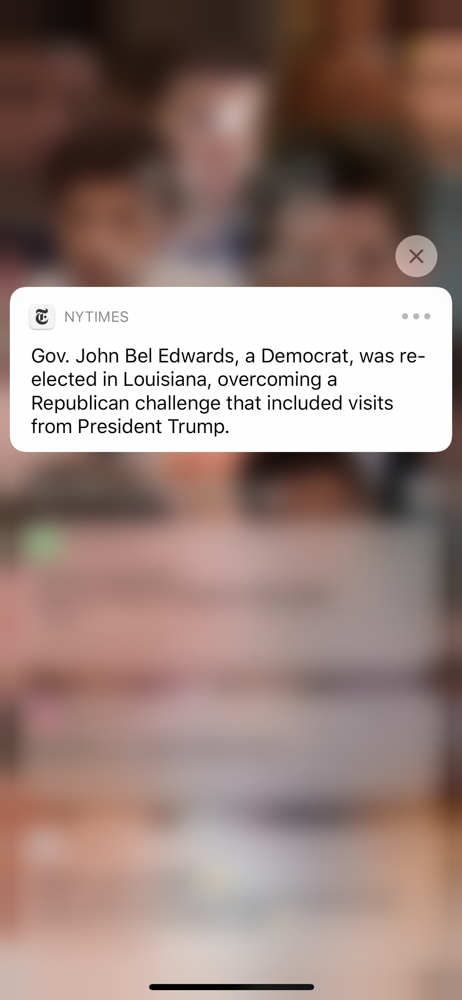 NYTIMES
Gov. John Bel Edwards, a Democrat, was re-
elected in Louisiana, overcoming a
Republican challenge that included visits
from President Trump.